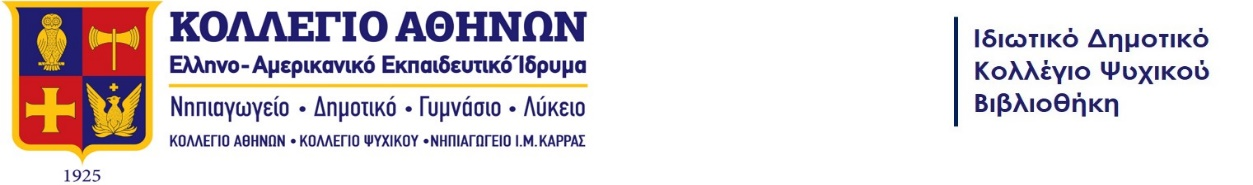 ΚΟΛΛΕΓΙΟ ΑΘΗΝΩΝ
Ελληνο-Αμερικανικό Εκπαιδευτικό Ίδρυμα
Νηπιαγωγείο • Δημοτικό • Γυμνάσιο • Λύκειο
ΚΟΛΛΕΓΙΟ ΑΘΗΝΩΝ • ΚΟΛΛΕΓΙΟ ΨΥΧΙΚΟΥ • ΝΗΠΙΑΓΩΓΕΙΟ Ι.Μ. ΚΑΡΡΑΣ
1925
Ιδιωτικό Δημοτικό
Κολλέγιο Ψυχικού
Βιβλιοθήκη